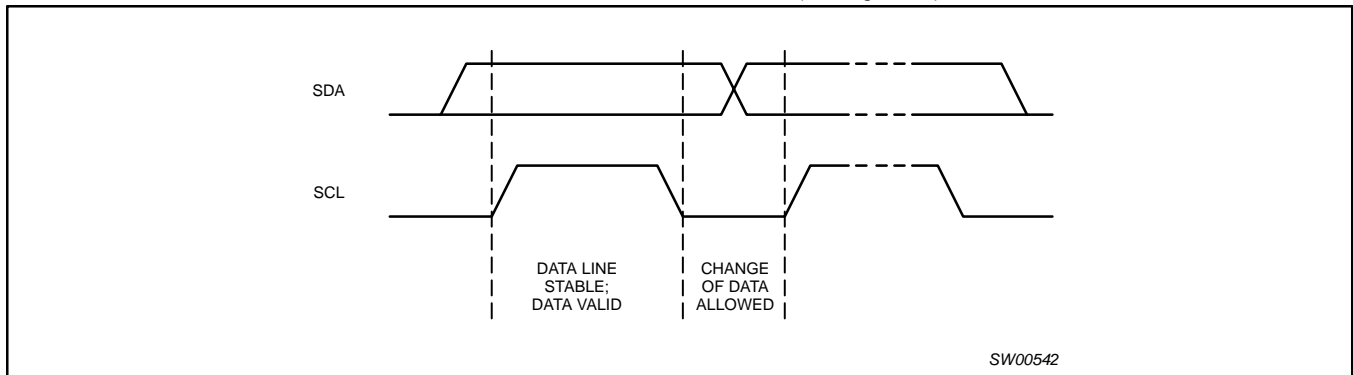 SDA
SCL
DATA LINE
STABLE;
DATA VALID
CHANGE
OF DATA
ALLOWED
SW00542